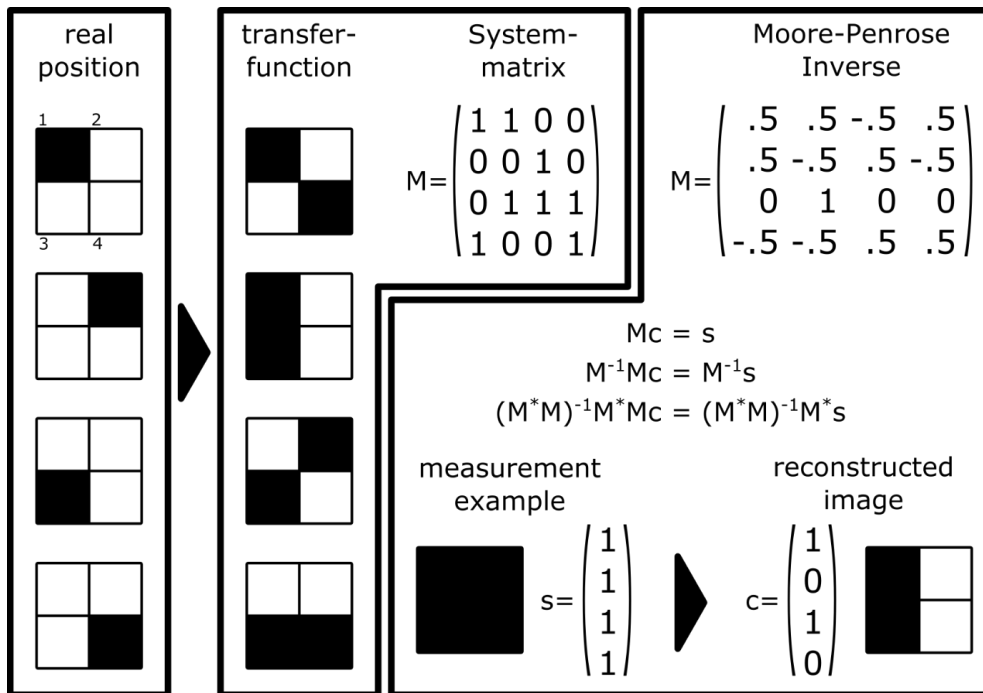 real
position
1 2
3 4
transfer-
function
System-
matrix
M=
1 1 0 0
0 0 1 0
0 1 1 1
1 0 0 1
Moore-Penrose
Inverse
M=
.5 .5 -.5 .5
.5 -.5 .5 -.5
0 1 0 0
-.5 -.5 .5 .5
Mc = s
M⁻¹Mc = M⁻¹s
(M*M)⁻¹M*Mc = (M*M)⁻¹M*s
measurement
example
s=
1
1
1
1
reconstructed
image
c=
1
0
1
0